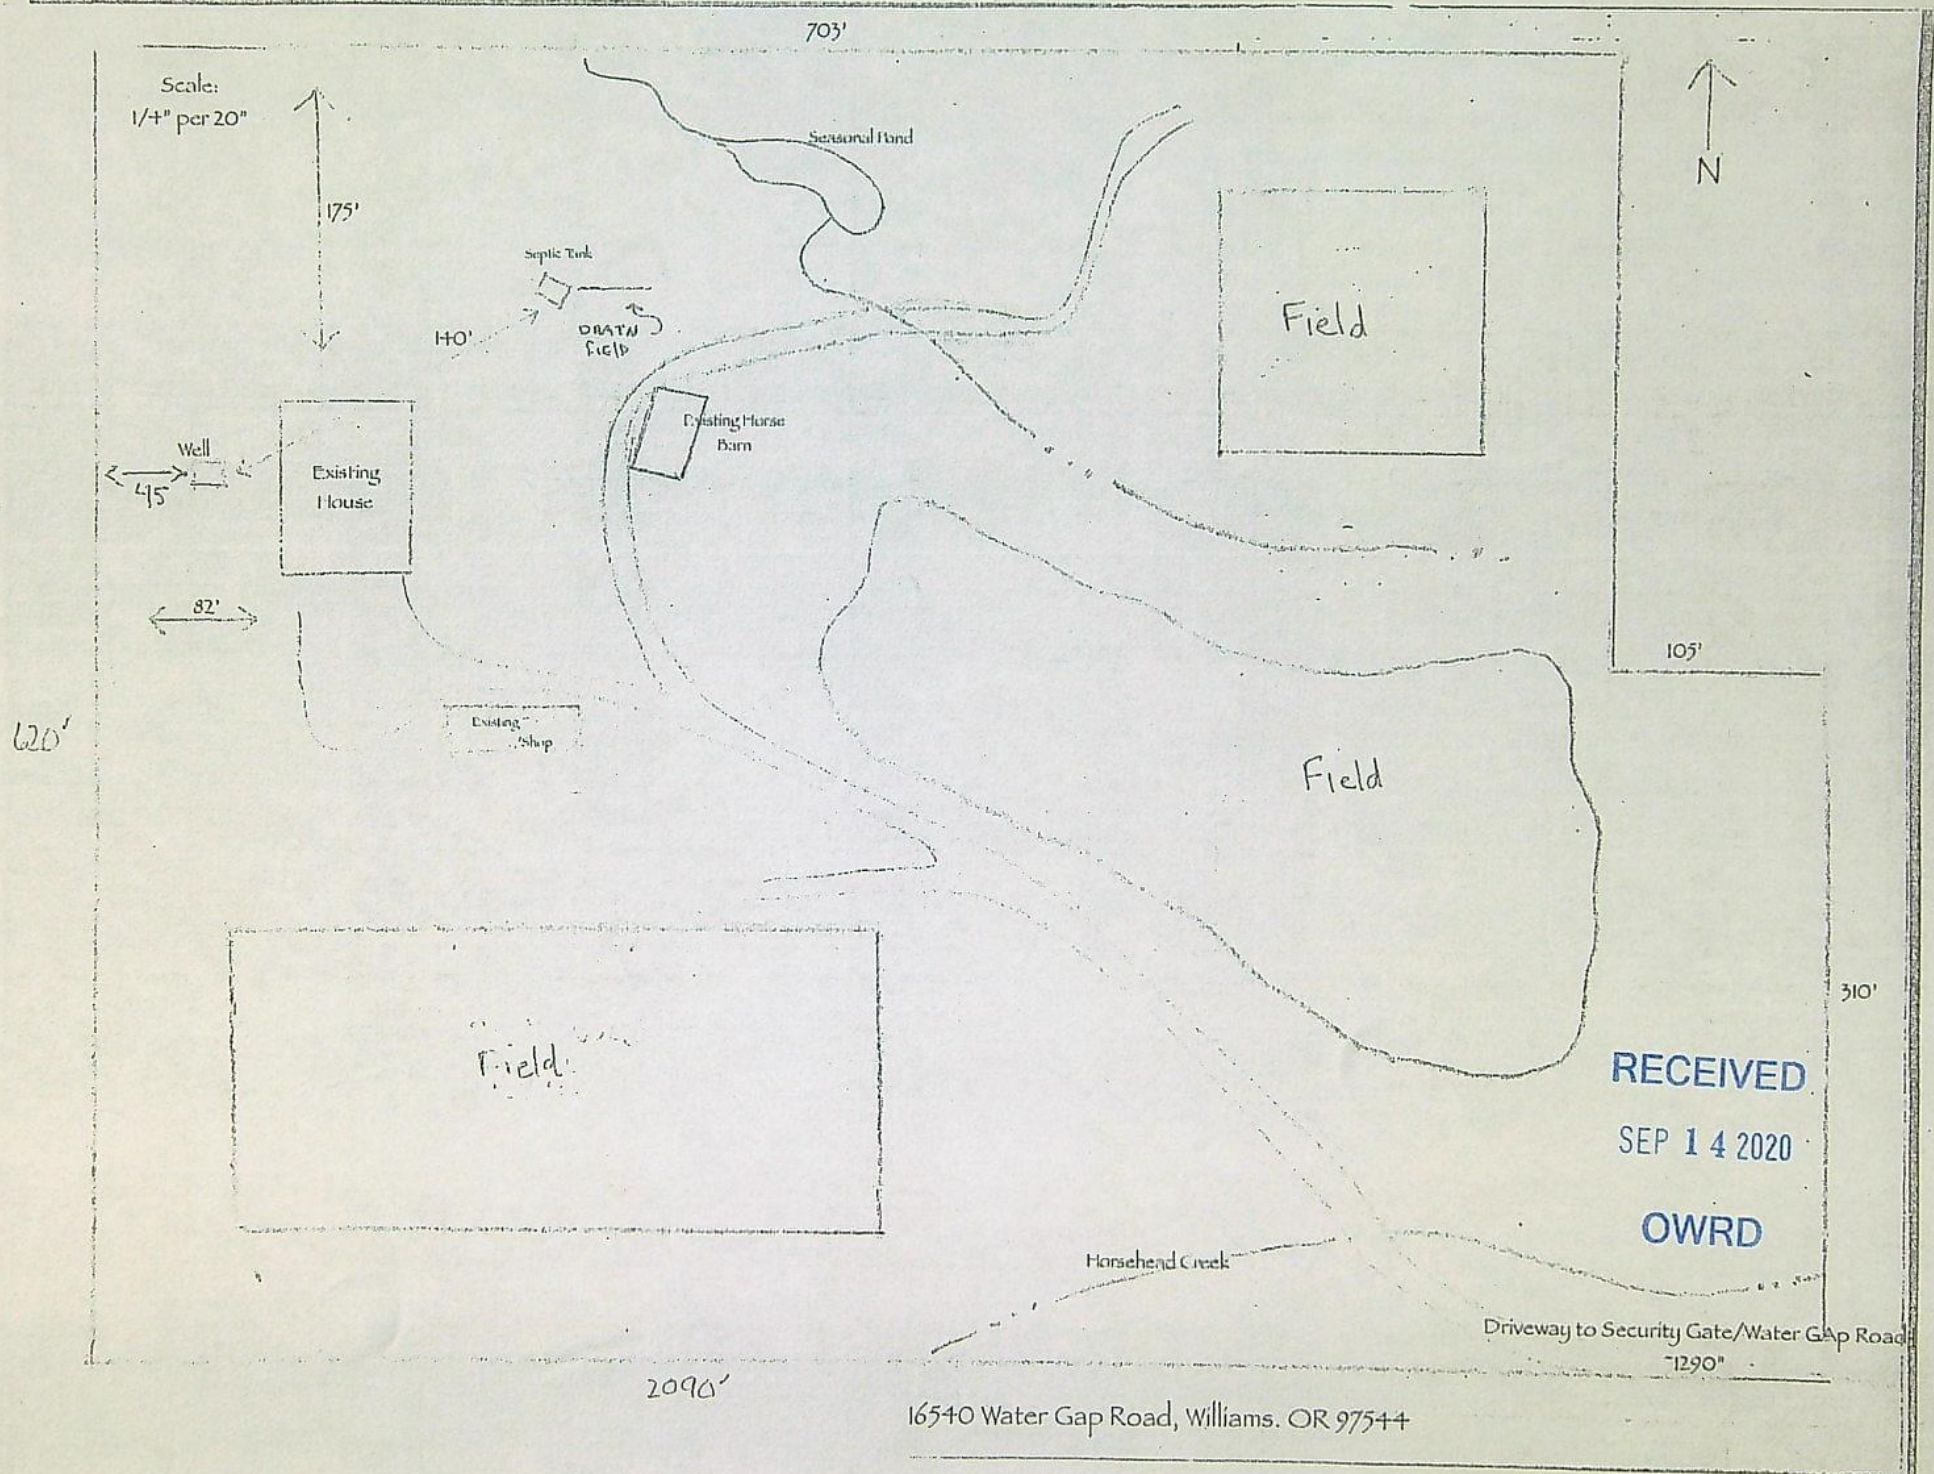 703'
Scale:
1/4" per 20"
N
Seasonal Pond
175'
Septic Tank
140'
DRAIN
FIELD
Field
Existing Horse
Barn
Well
45
Existing
House
82'
105'
Existing
Shop
620'
Field
310'
Field
RECEIVED
SEP 14 2020
OWRD
Horsehead Creek
Driveway to Security Gate/Water GAp Road
~1290"
2090'
16540 Water Gap Road, Williams. OR 97544